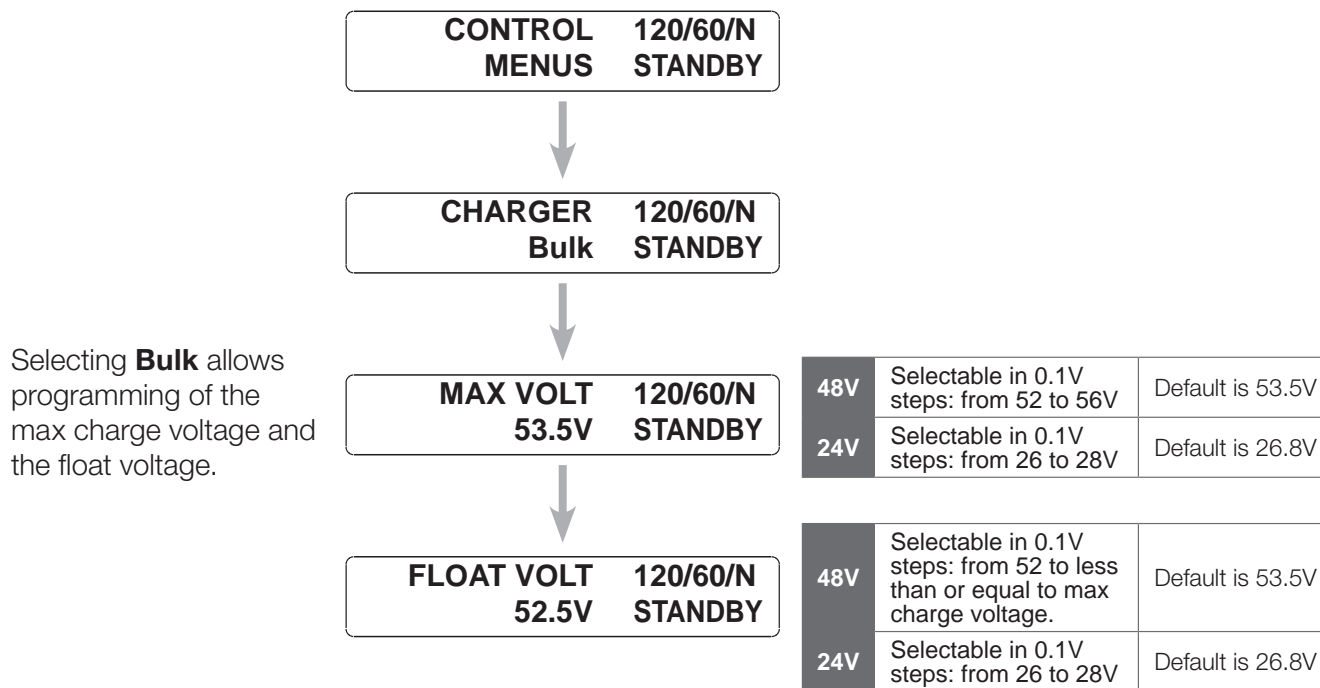 CONTROL 120/60/N
MENUS STANDBY
CHARGER 120/60/N
Bulk STANDBY
Selecting Bulk allows
programming of the
max charge voltage and
the float voltage.
MAX VOLT 120/60/N
53.5V STANDBY
48V Selectable in 0.1V
steps: from 52 to 56V
Default is 53.5V
24V Selectable in 0.1V
steps: from 26 to 28V
Default is 26.8V
FLOAT VOLT 120/60/N
52.5V STANDBY
48V Selectable in 0.1V
steps: from 52 to less
than or equal to max
charge voltage.
Default is 53.5V
24V Selectable in 0.1V
steps: from 26 to 28V
Default is 26.8V